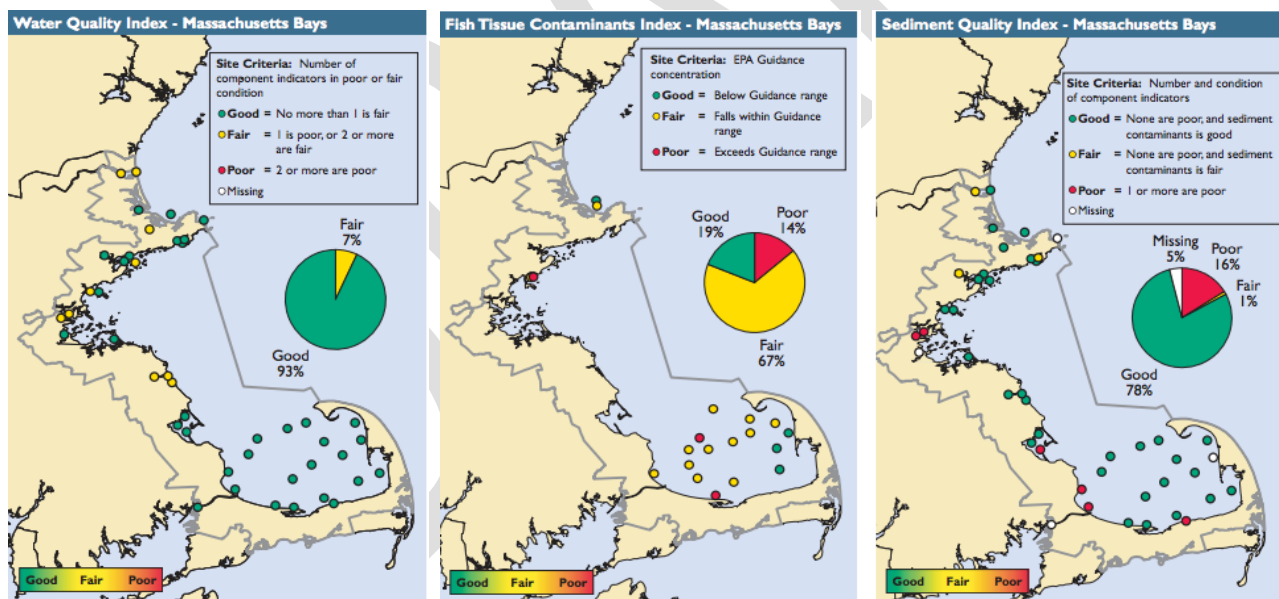 Water Quality Index - Massachusetts Bays
Site Criteria: Number of
component indicators in poor or fair
condition
Good = No more than 1 is fair
Fair = 1 is poor, or 2 or more
are fair
Poor = 2 or more are poor
Missing
Fair
7%
Good
93%
Good Fair Poor
Fish Tissue Contaminants Index - Massachusetts Bays
Site Criteria: EPA Guidance
concentration
Good = Below Guidance range
Fair = Falls within Guidance
range
Poor = Exceeds Guidance range
Good
19%
Poor
14%
Fair
67%
Good Fair Poor
Sediment Quality Index - Massachusetts Bays
Site Criteria: Number and condition
of component indicators
Good = None are poor, and sediment
contaminants is good
Fair = None are poor, and sediment
contaminants is fair
Poor = 1 or more are poor
Missing
Missing
5%
Poor
16%
Fair
1%
Good
78%
Good Fair Poor